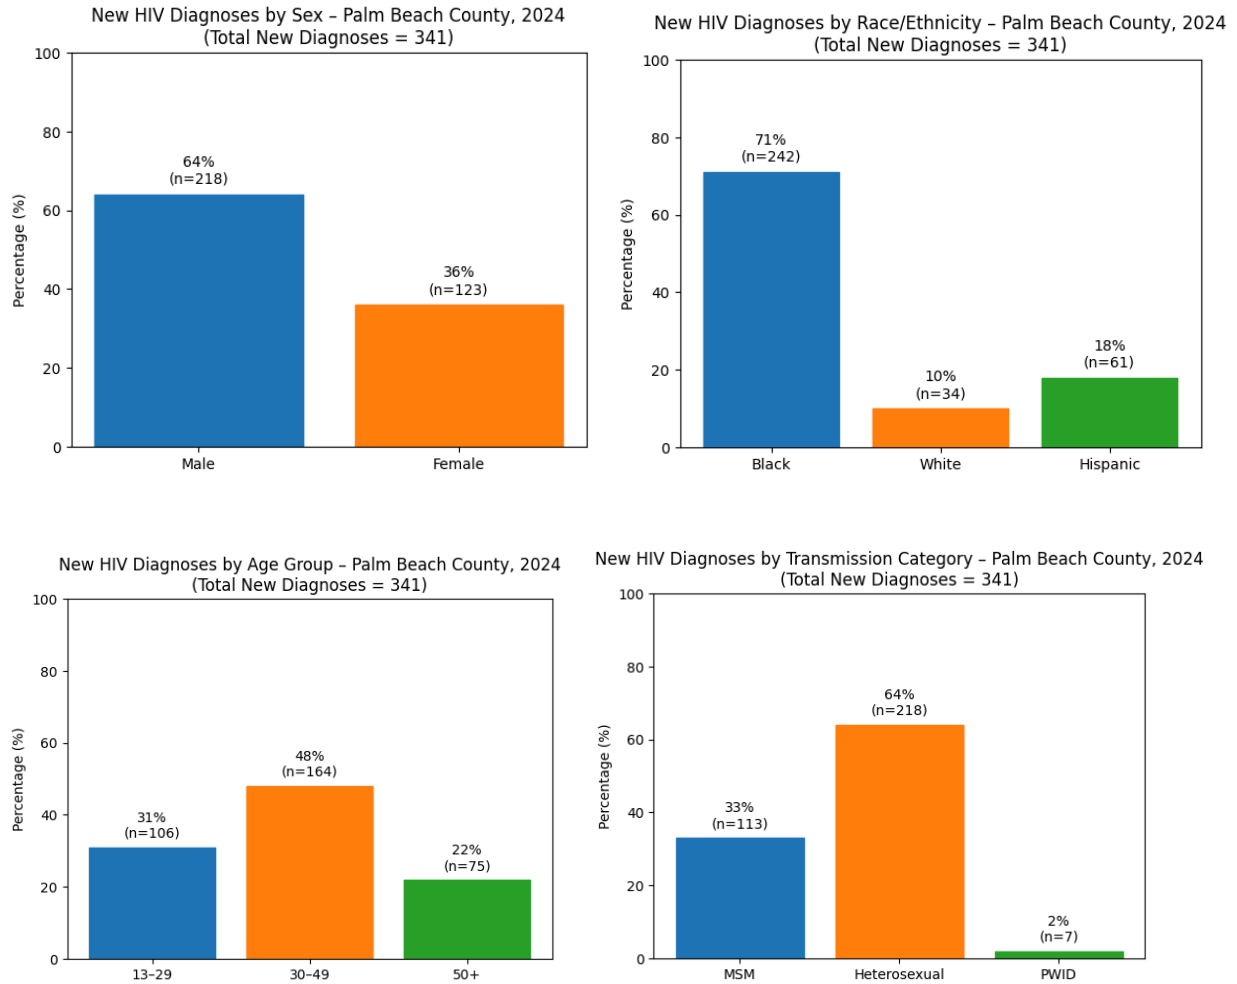 New HIV Diagnoses by Sex – Palm Beach County, 2024
(Total New Diagnoses = 341)
Percentage (%)
100
80
60
40
20
0
64%
(n=218)
36%
(n=123)
Male
Female
New HIV Diagnoses by Race/Ethnicity – Palm Beach County, 2024
(Total New Diagnoses = 341)
Percentage (%)
100
80
60
40
20
0
71%
(n=242)
10%
(n=34)
18%
(n=61)
Black
White
Hispanic
New HIV Diagnoses by Age Group – Palm Beach County, 2024
(Total New Diagnoses = 341)
Percentage (%)
100
80
60
40
20
0
31%
(n=106)
48%
(n=164)
22%
(n=75)
13–29
30–49
50+
New HIV Diagnoses by Transmission Category – Palm Beach County, 2024
(Total New Diagnoses = 341)
Percentage (%)
100
80
60
40
20
0
33%
(n=113)
64%
(n=218)
2%
(n=7)
MSM
Heterosexual
PWID